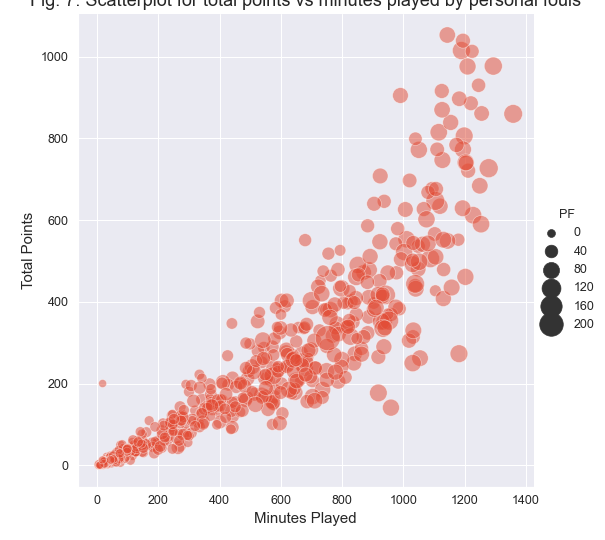 Fig. 7: Scatterplot for total points vs minutes played by personal fouls
1000
800
600
400
200
0
Total Points
0 200 400 600 800 1000 1200 1400
Minutes Played
PF
0
40
80
120
160
200